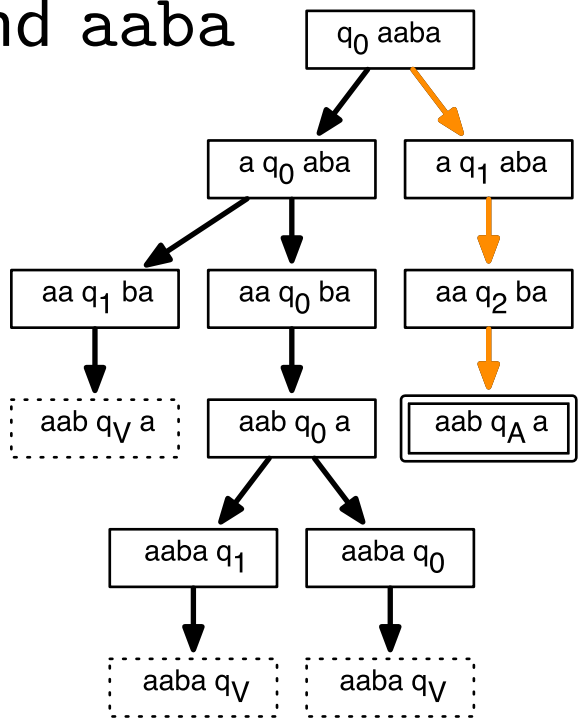 nd aaba
q0 aaba
a q0 aba
a q1 aba
aa q1 ba
aa q0 ba
aa q2 ba
aab qV a
aab q0 a
aab qA a
aaba q1
aaba q0
aaba qV
aaba qV